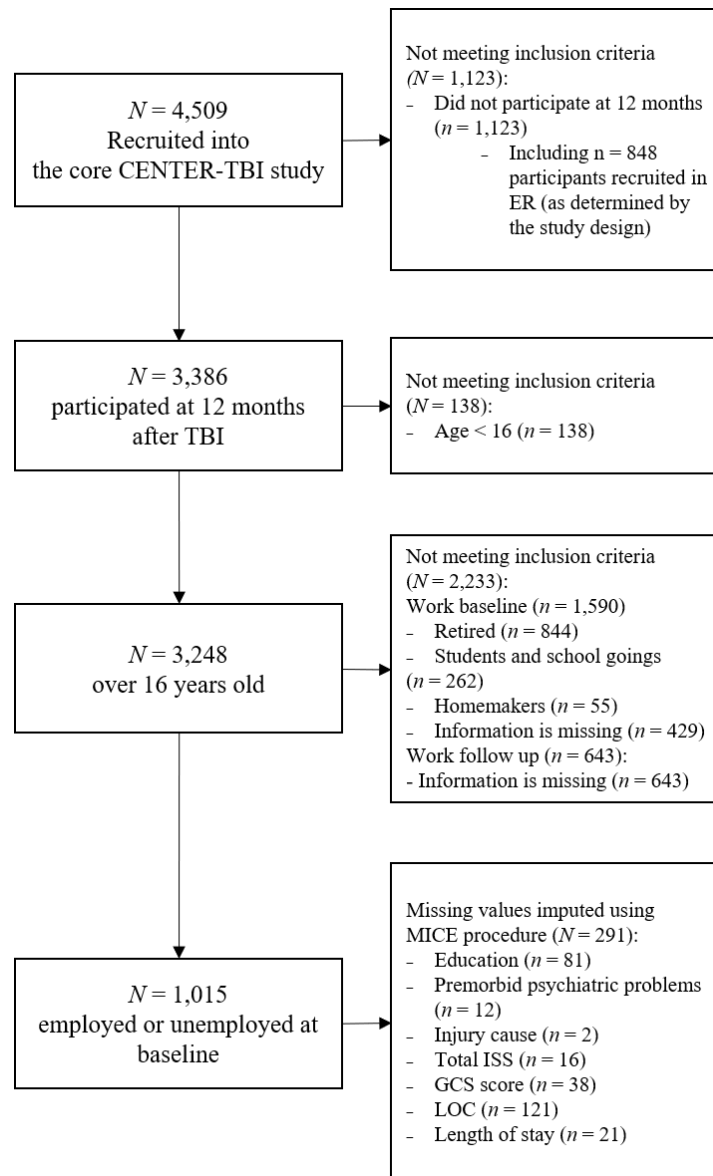 N = 4,509
Recruited into
the core CENTER-TBI study
Not meeting inclusion criteria
(N = 1,123):
- Did not participate at 12 months
(n = 1,123)
- Including n = 848
participants recruited in
ER (as determined by
the study design)
N = 3,386
participated at 12 months
after TBI
Not meeting inclusion criteria
(N = 138):
- Age < 16 (n = 138)
N = 3,248
over 16 years old
Not meeting inclusion criteria
(N = 2,233):
Work baseline (n = 1,590)
- Retired (n = 844)
- Students and school goings
(n = 262)
- Homemakers (n = 55)
- Information is missing (n = 429)
Work follow up (n = 643):
- Information is missing (n = 643)
N = 1,015
employed or unemployed at
baseline
Missing values imputed using
MICE procedure (N = 291):
- Education (n = 81)
- Premorbid psychiatric problems
(n = 12)
- Injury cause (n = 2)
- Total ISS (n = 16)
- GCS score (n = 38)
- LOC (n = 121)
- Length of stay (n = 21)